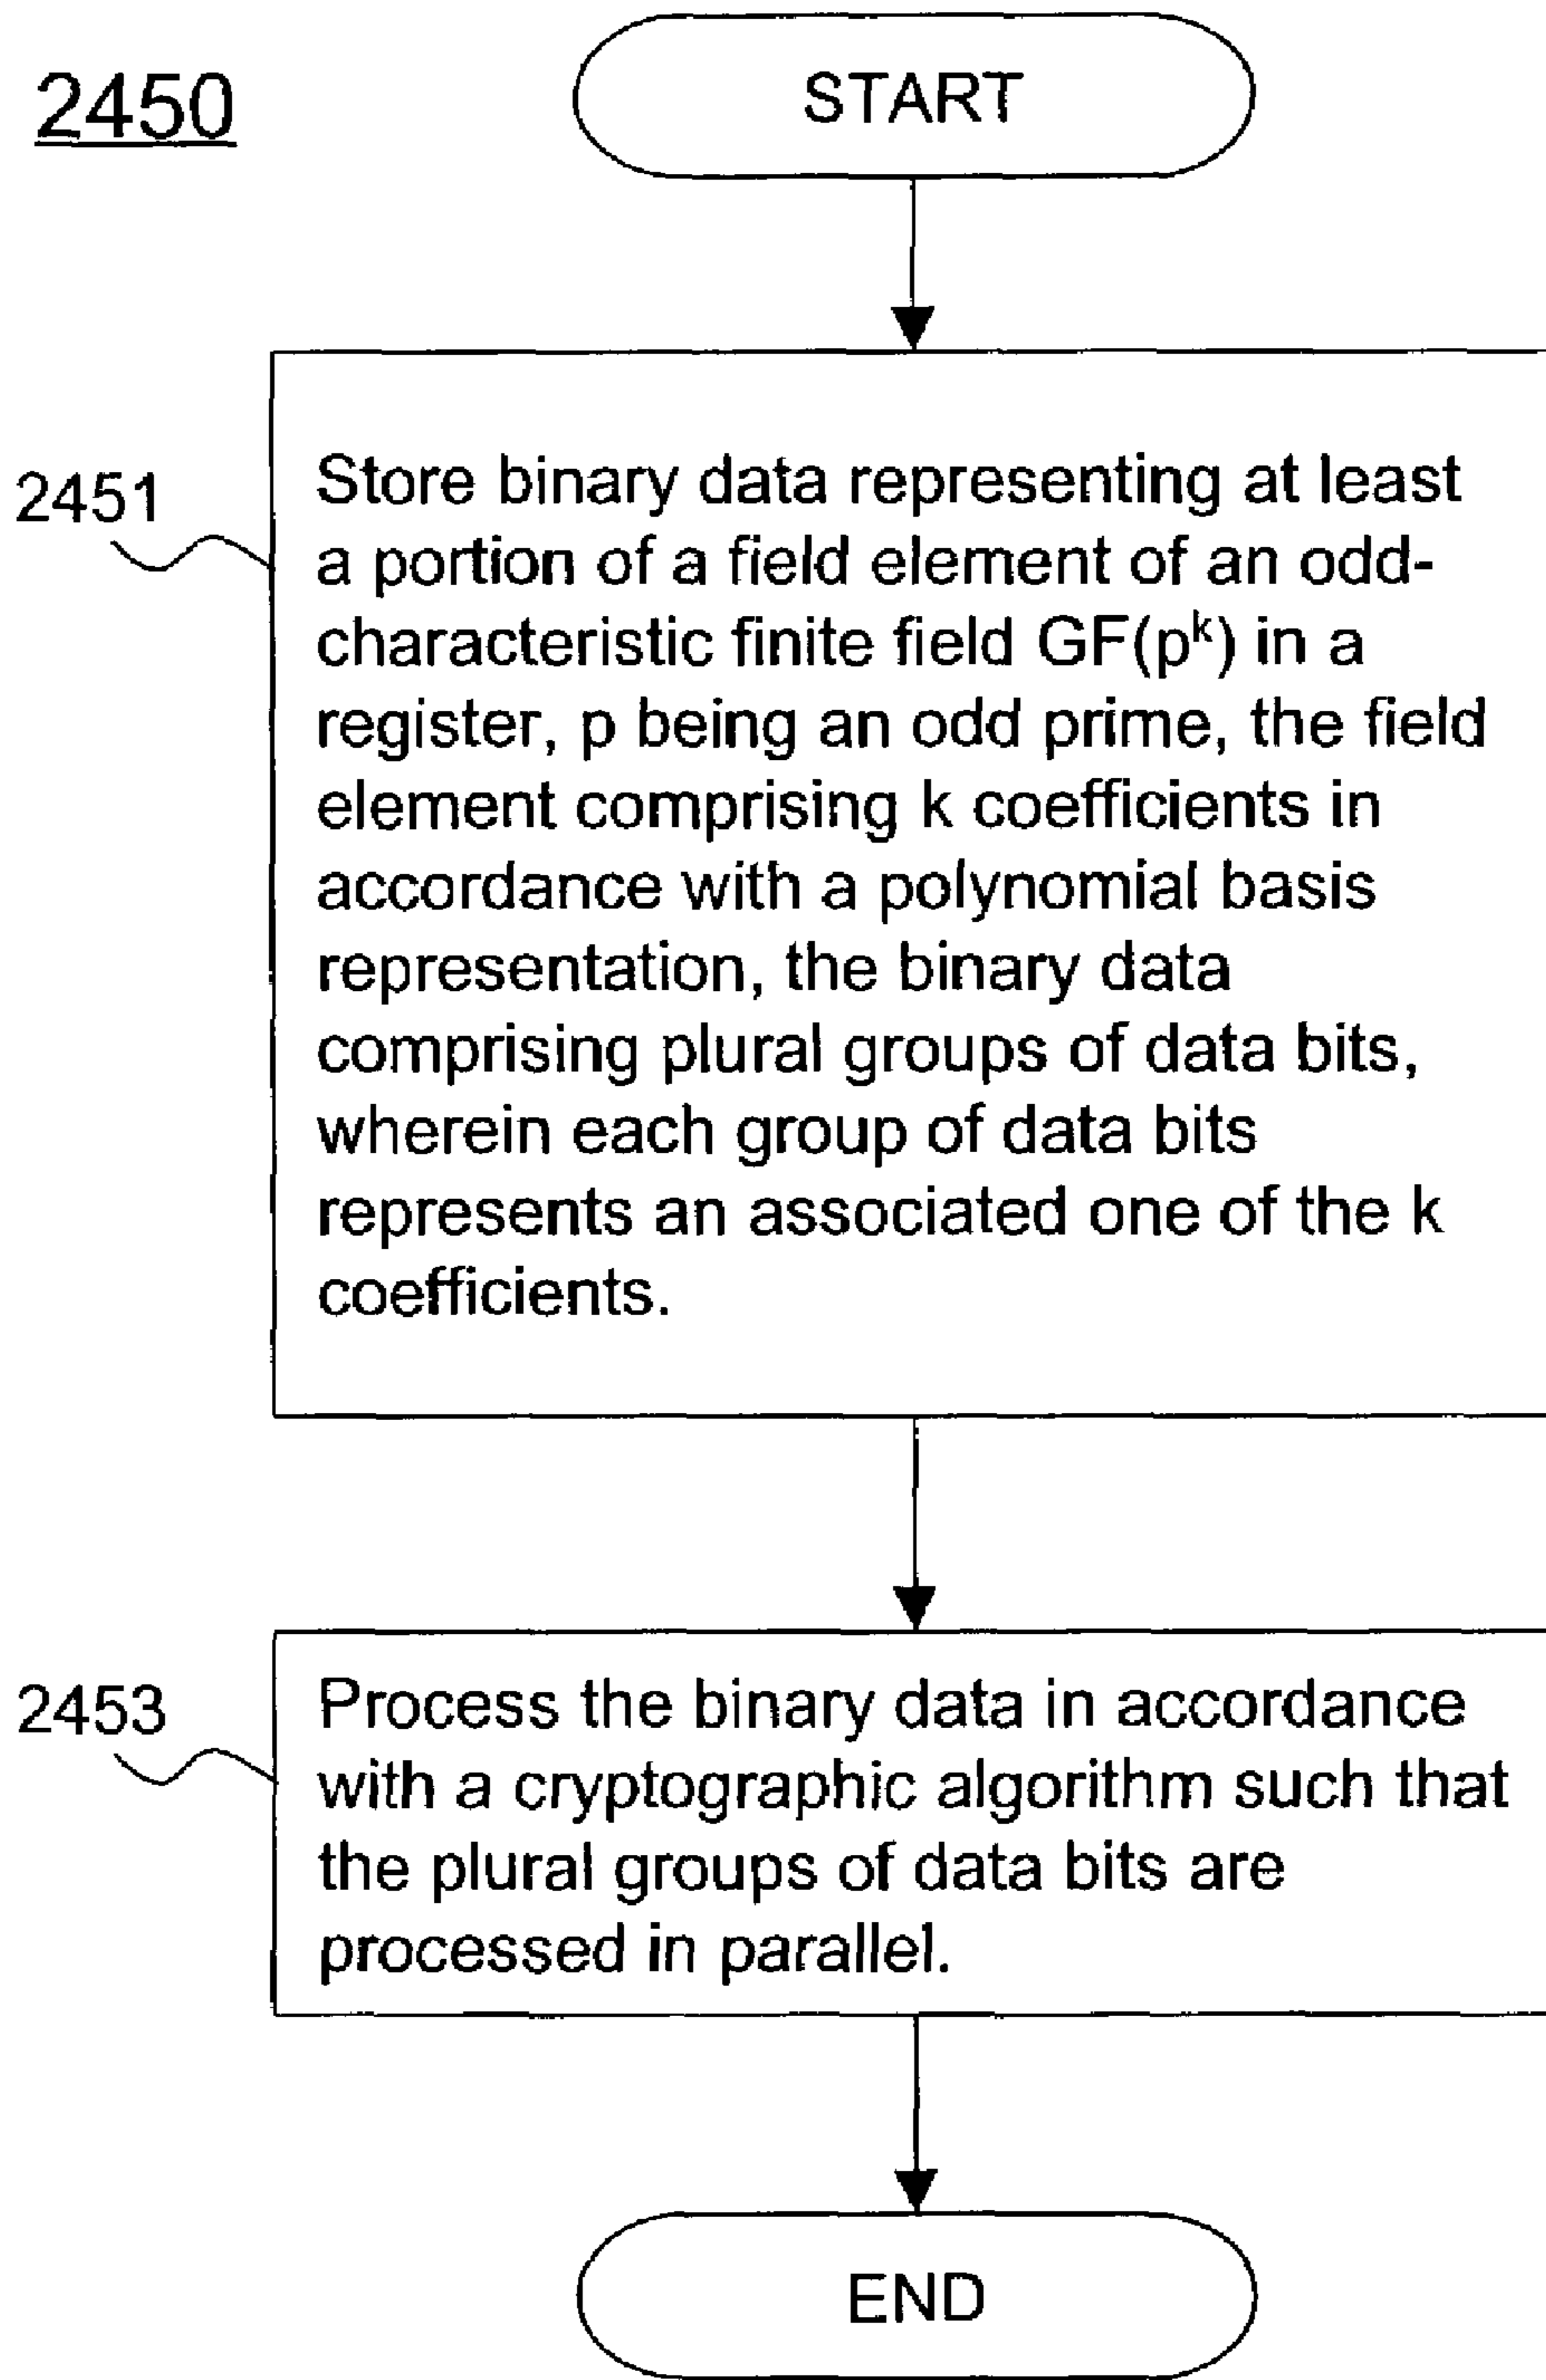 2450
START
2451
Store binary data representing at least
a portion of a field element of an odd-
characteristic finite field GF(pᵏ) in a
register, p being an odd prime, the field
element comprising k coefficients in
accordance with a polynomial basis
representation, the binary data
comprising plural groups of data bits,
wherein each group of data bits
represents an associated one of the k
coefficients.
2453
Process the binary data in accordance
with a cryptographic algorithm such that
the plural groups of data bits are
processed in parallel.
END